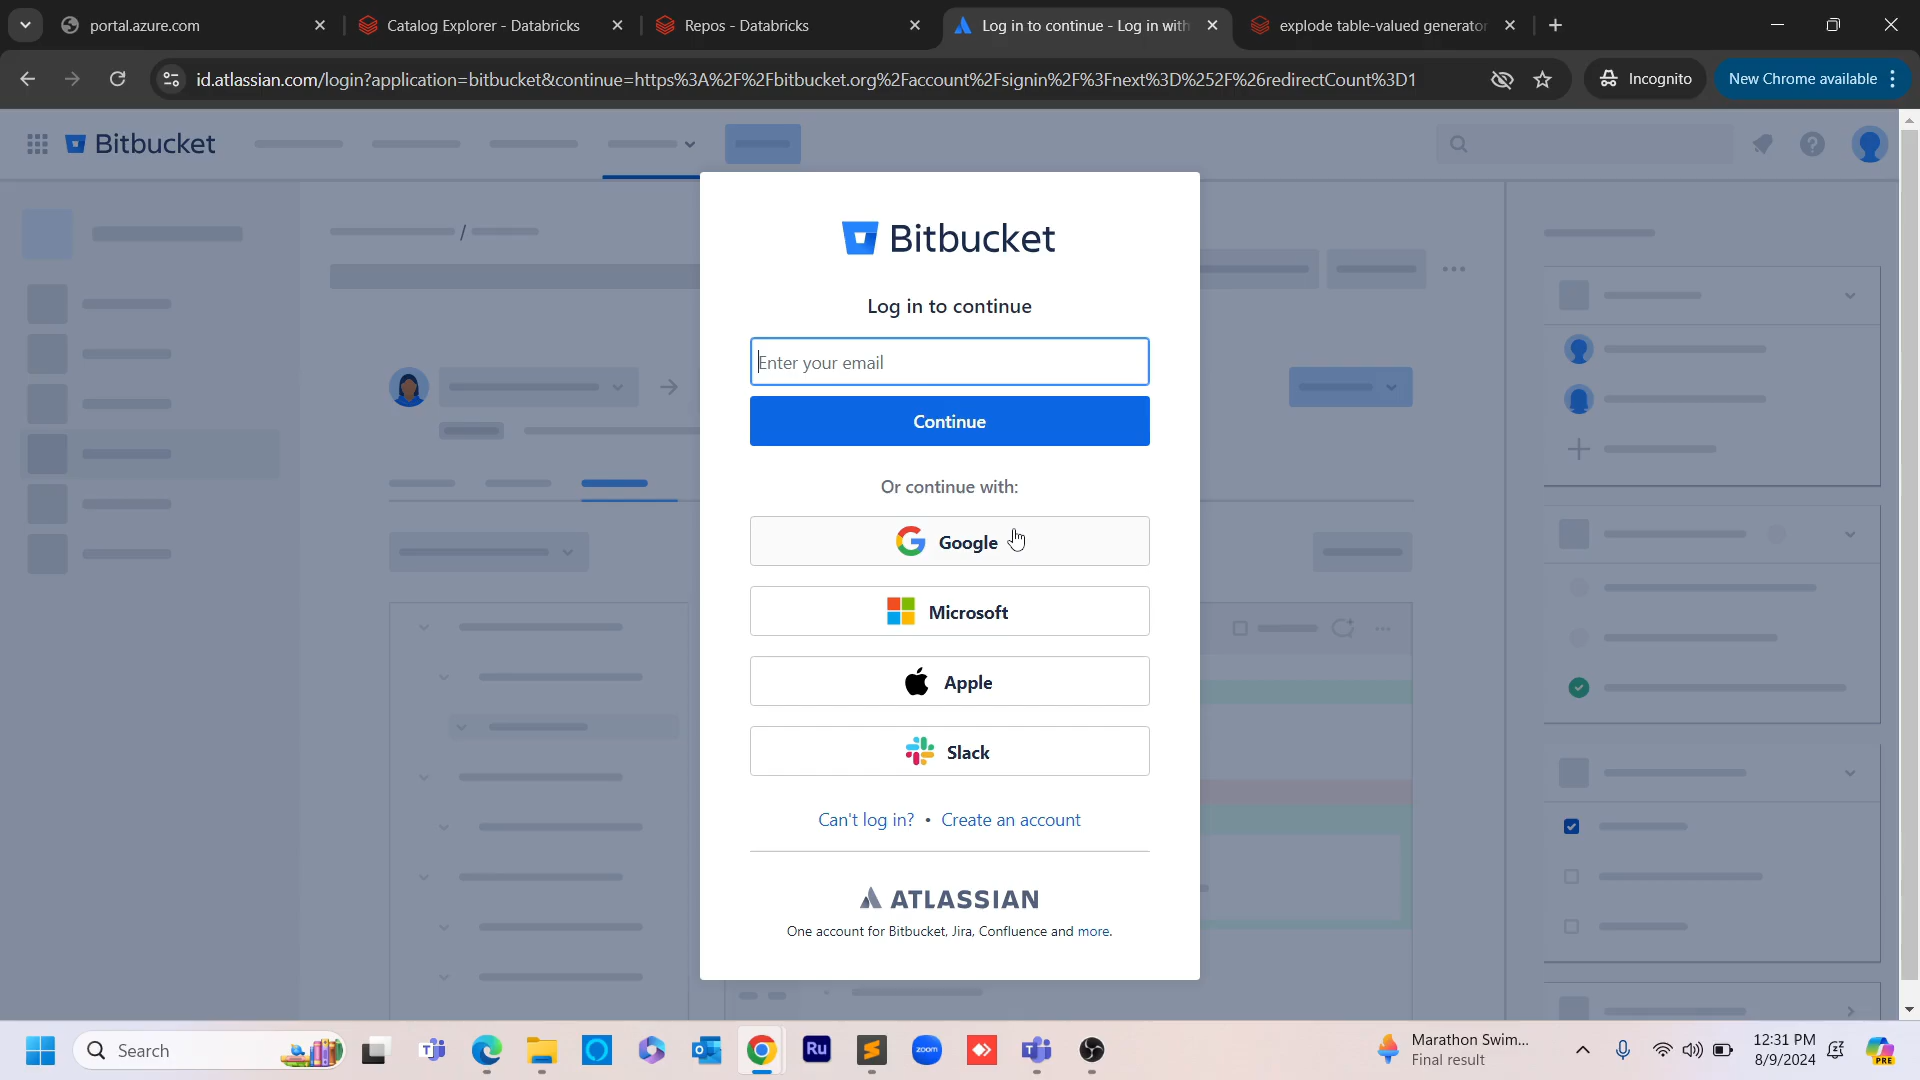 portal.azure.com
Catalog Explorer - Databricks
Repos - Databricks
Log in to continue - Log in with
explode table-valued generator
id.atlassian.com/login?application=bitbucket&continue=https%3A%2F%2Fbitbucket.org%2Faccount%2Fsignin%2F%3Fnext%3D%252F%26redirectCount%3D1
Incognito
New Chrome available
Bitbucket
/
Bitbucket
Log in to continue
Enter your email
Continue
Or continue with:
Google
Microsoft
Apple
Slack
Can't log in? • Create an account
ATLASSIAN
One account for Bitbucket, Jira, Confluence and more.
Search
Ru
zoom
Marathon Swim...
Final result
12:31 PM
8/9/2024
PRE